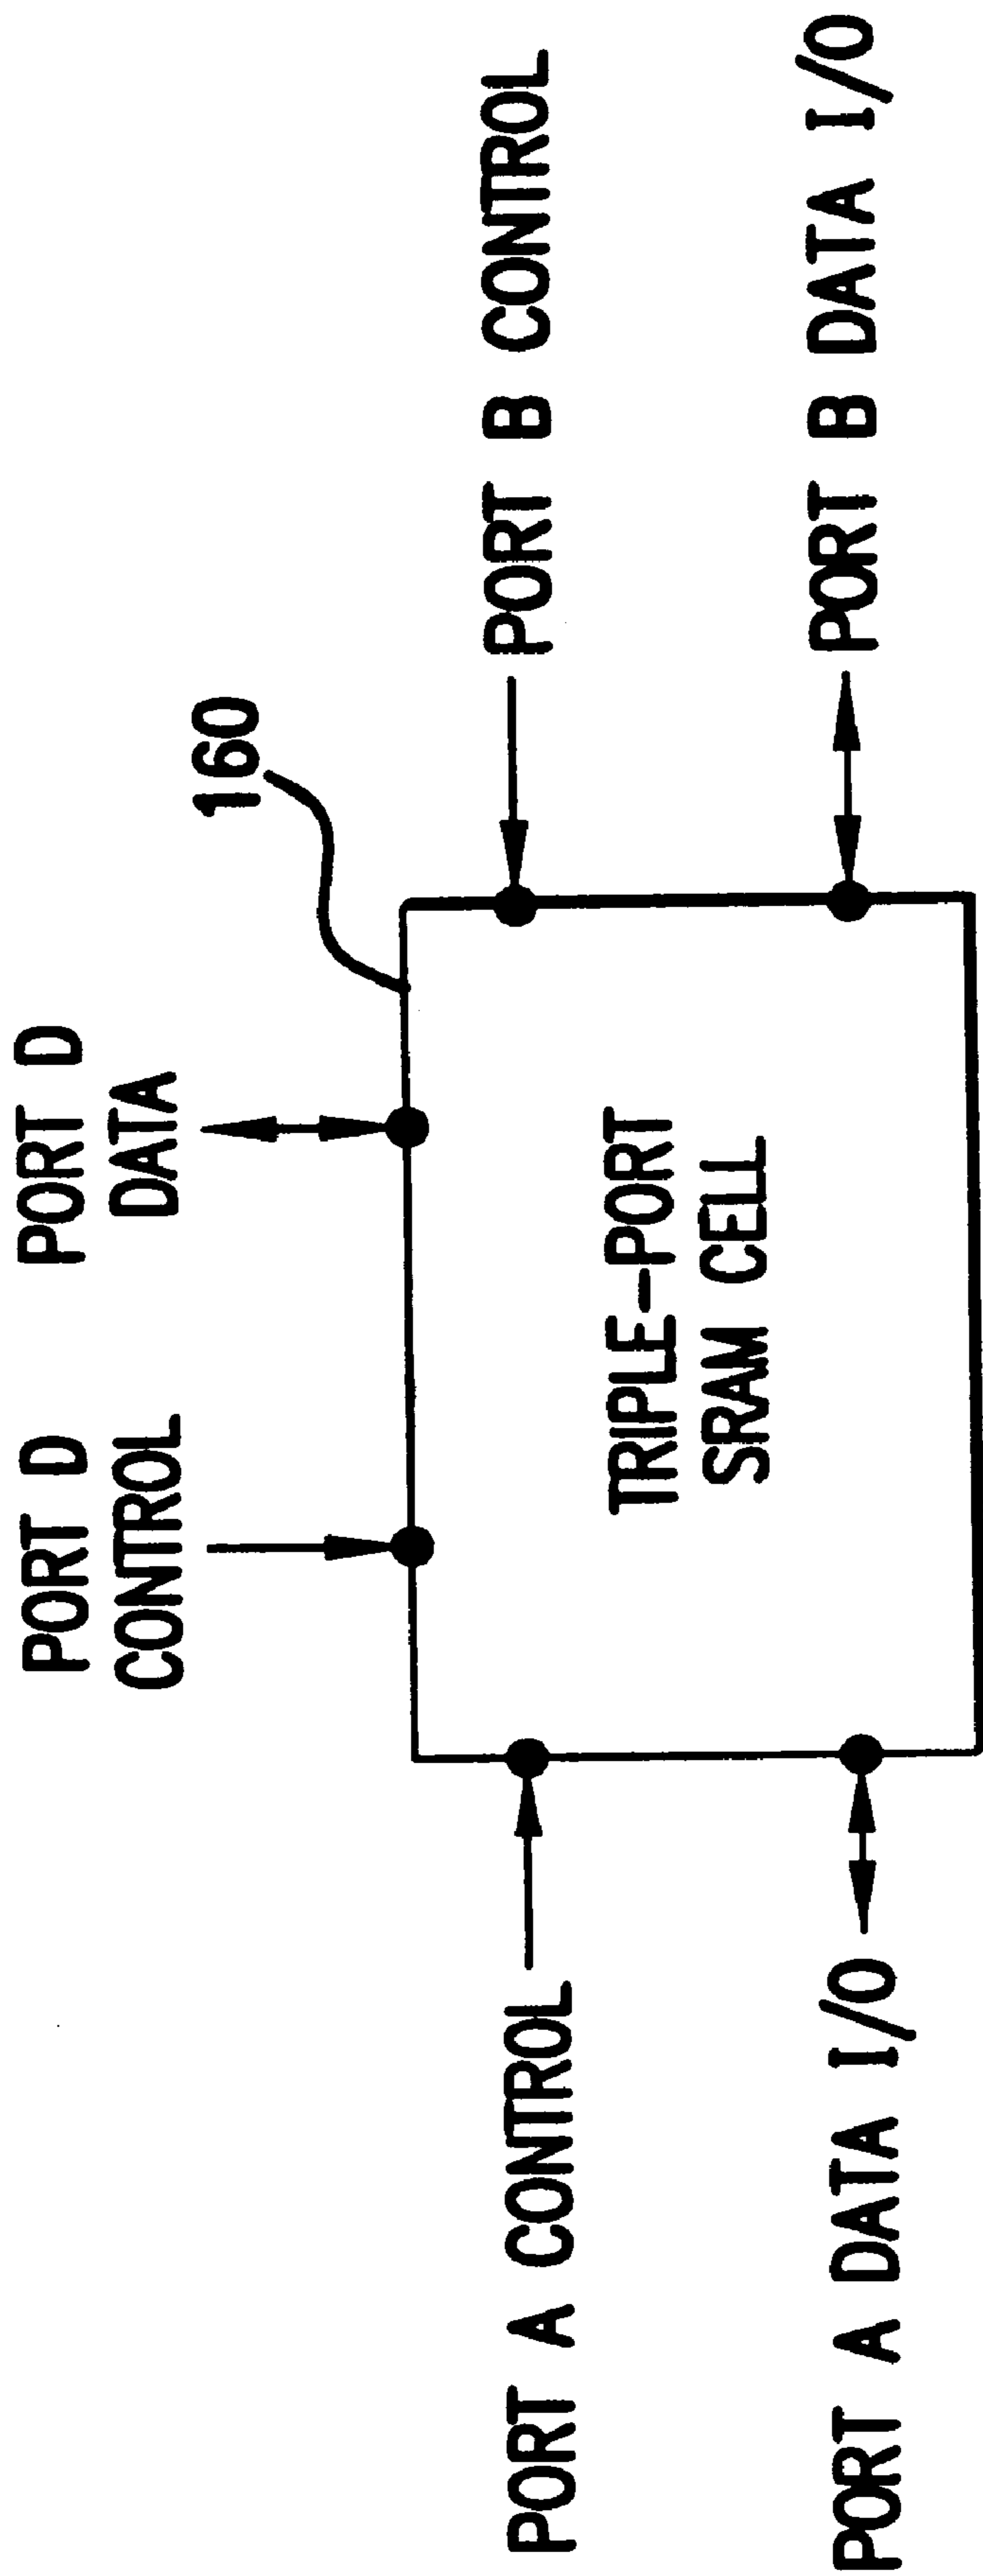 PORT D
CONTROL
PORT D
DATA
160
PORT A CONTROL
PORT B CONTROL
TRIPLE-PORT
SRAM CELL
PORT A DATA I/O
PORT B DATA I/O